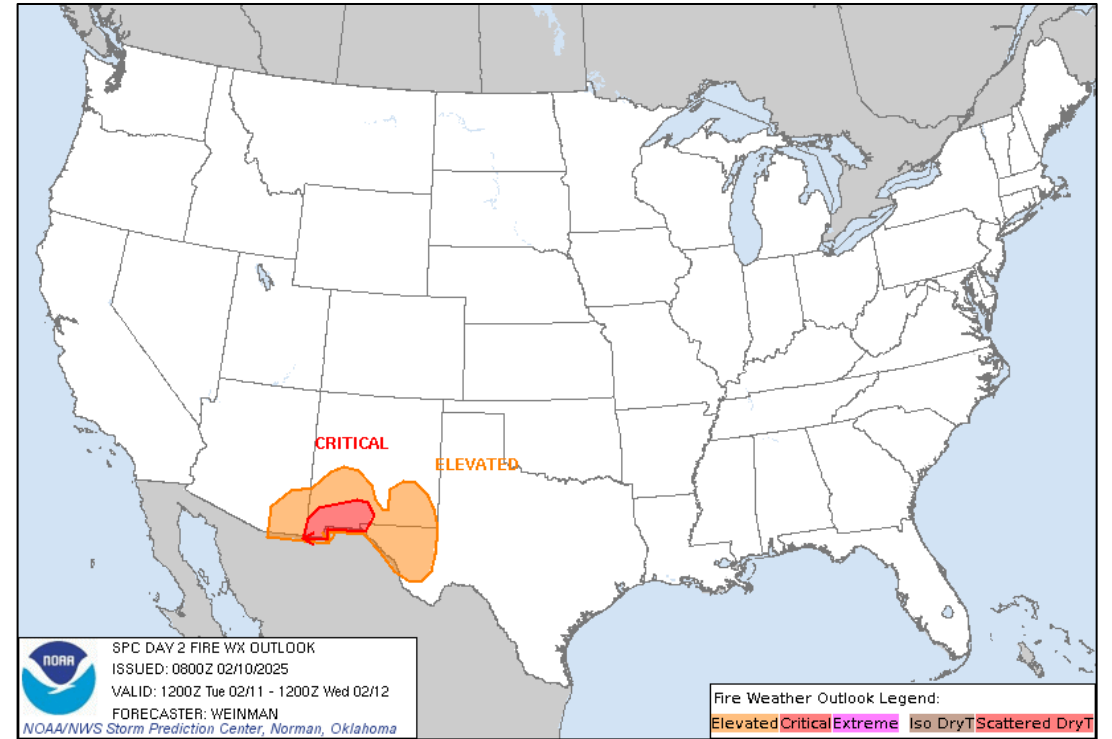 CRITICAL
ELEVATED
NOAA
SPC DAY 2 FIRE WX OUTLOOK
ISSUED: 0800Z 02/10/2025
VALID: 1200Z Tue 02/11 - 1200Z Wed 02/12
FORECASTER: WEINMAN
NOAA/NWS Storm Prediction Center, Norman, Oklahoma
Fire Weather Outlook Legend:
Elevated Critical Extreme Iso DryT Scattered DryT